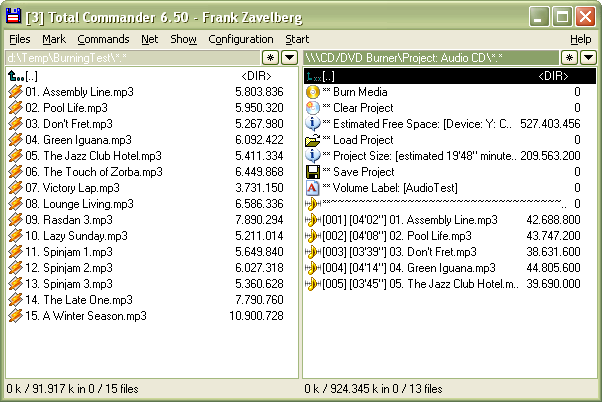 [3] Total Commander 6.50 - Frank Zavelberg
Files Mark Commands Net Show Configuration Start Help
d:\Temp\BurningTest\*.*
* 
[..] <DIR>
01. Assembly Line.mp3 5.803.836
02. Pool Life.mp3 5.950.320
03. Don't Fret.mp3 5.267.980
04. Green Iguana.mp3 6.092.422
05. The Jazz Club Hotel.mp3 5.411.334
06. The Touch of Zorba.mp3 6.449.868
07. Victory Lap.mp3 3.731.150
08. Lounge Living.mp3 6.586.336
09. Rasdan 3.mp3 7.890.294
10. Lazy Sunday.mp3 5.211.014
11. Spinjam 1.mp3 5.649.840
12. Spinjam 2.mp3 6.027.318
13. Spinjam 3.mp3 5.360.628
14. The Late One.mp3 7.790.760
15. A Winter Season.mp3 10.900.728
0 k / 91.917 k in 0 / 15 files
\\\CD/DVD Burner\Project: Audio CD\*.*
*
[..] <DIR>
** Burn Media 0
** Clear Project 0
** Estimated Free Space: [Device: Y: C.. 527.403.456
** Load Project 0
** Project Size: [estimated 19'48" minute.. 209.563.200
** Save Project 0
** Volume Label: [AudioTest] 0
**~~~~~~~~~~~~~~~~~~~~~~~~~~~~~~.. 0
[001] [04'02"] 01. Assembly Line.mp3 42.688.800
[002] [04'08"] 02. Pool Life.mp3 43.747.200
[003] [03'39"] 03. Don't Fret.mp3 38.631.600
[004] [04'14"] 04. Green Iguana.mp3 44.805.600
[005] [03'45"] 05. The Jazz Club Hotel.m.. 39.690.000
0 k / 924.345 k in 0 / 13 files